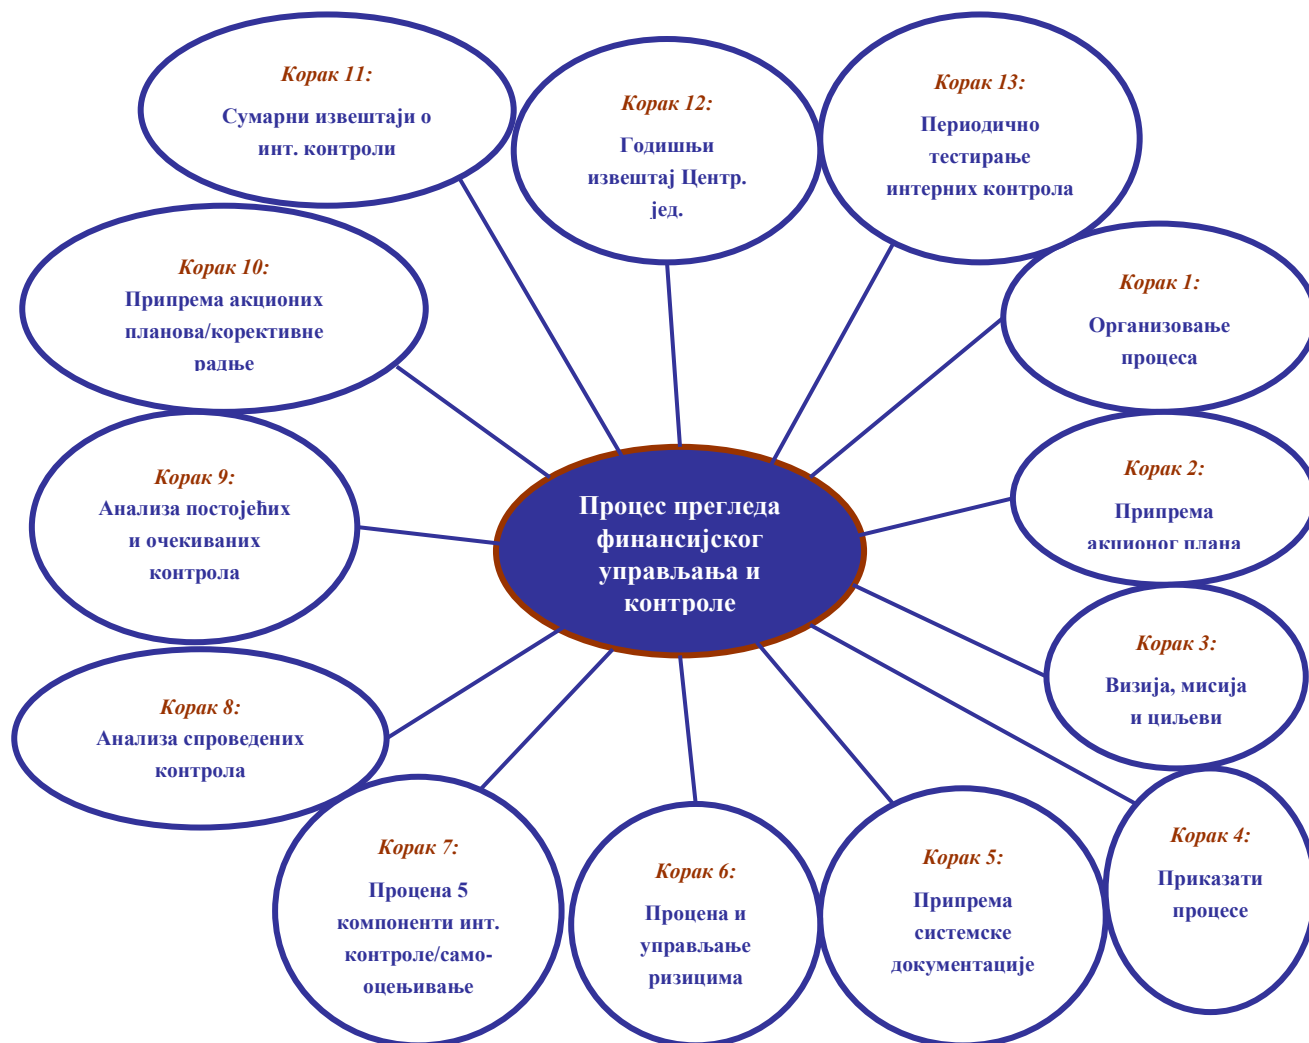 Корак 11:
Сумарни извештаји о
инт. контроли
Корак 12:
Годишњи
извештај Центр.
јед.
Корак 13:
Периодично
тестирање
интерних контрола
Корак 10:
Припрема акционих
планова/корективне
радње
Корак 1:
Организовање
процеса
Корак 9:
Анализа постојећих
и очекиваних
контрола
Процес прегледа
финансијског
управљања и
контроле
Корак 2:
Припрема
акционог плана
Корак 3:
Визија, мисија
и циљеви
Корак 8:
Анализа спроведених
контрола
Корак 7:
Процена 5
компоненти инт.
контроле/само-
оцењивање
Корак 6:
Процена и
управљање
ризицима
Корак 5:
Припрема
системске
документације
Корак 4:
Приказати
процесе